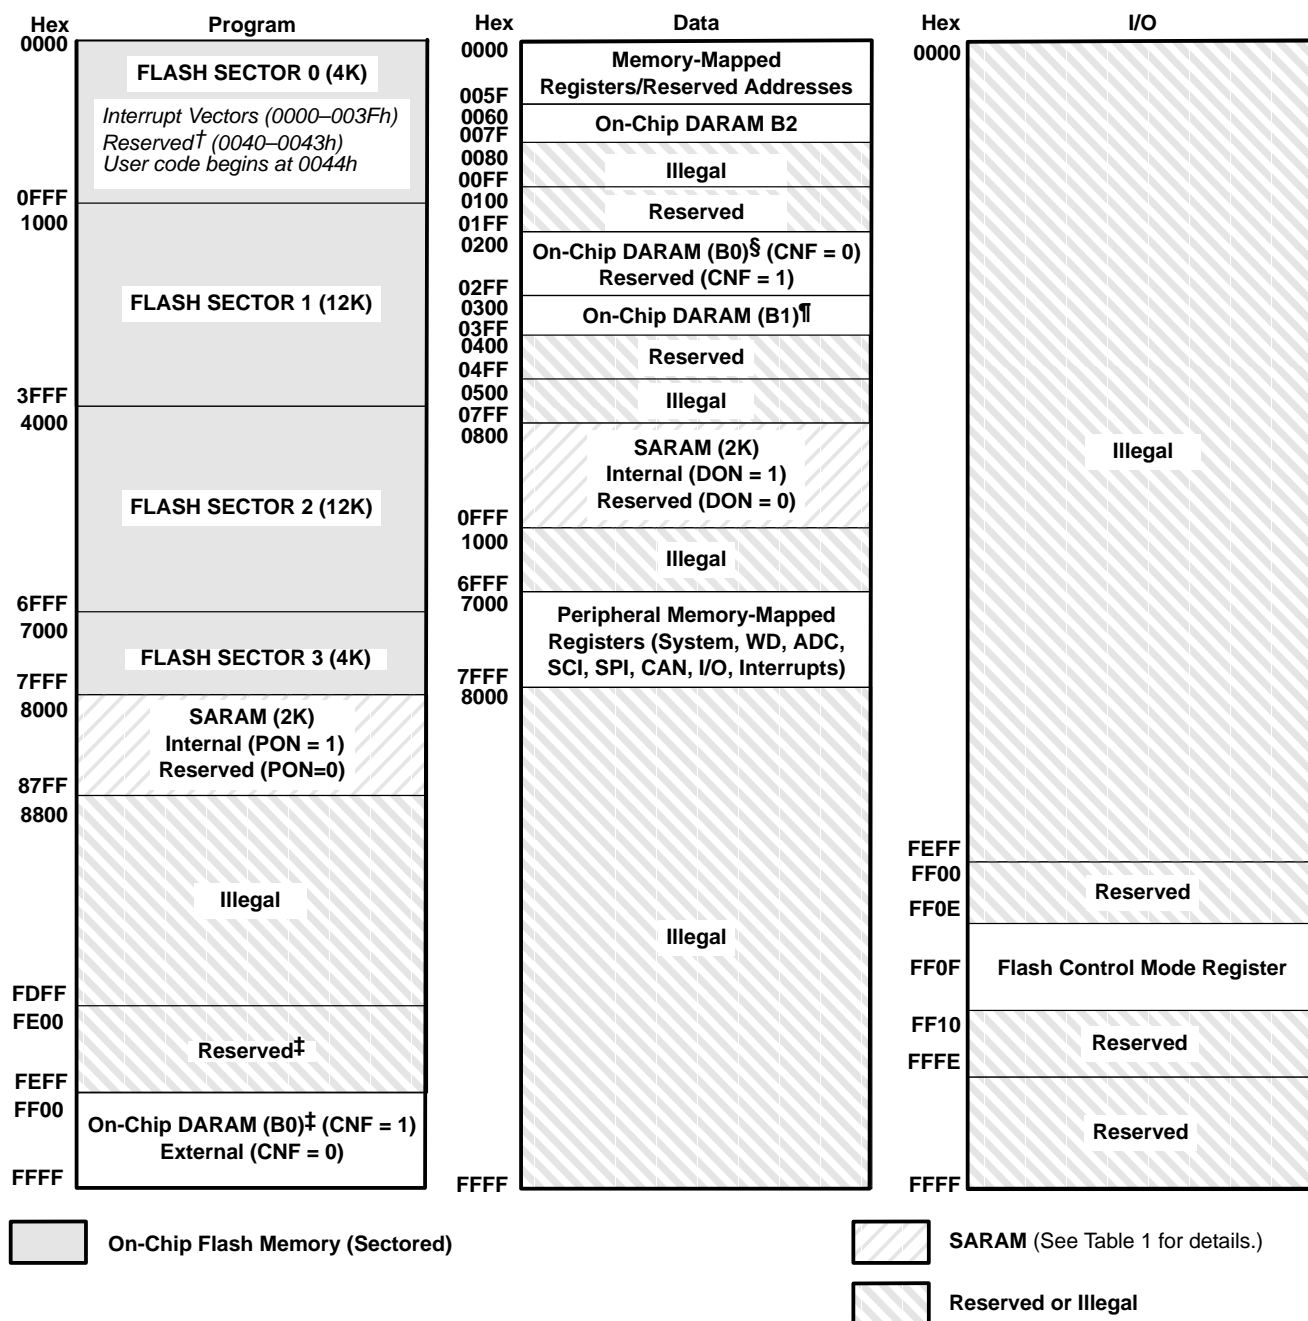 Hex Program
0000
FLASH SECTOR 0 (4K)
Interrupt Vectors (0000–003Fh)
Reserved† (0040–0043h)
User code begins at 0044h
0FFF
1000
FLASH SECTOR 1 (12K)
3FFF
4000
FLASH SECTOR 2 (12K)
6FFF
7000
FLASH SECTOR 3 (4K)
7FFF
8000
SARAM (2K)
Internal (PON = 1)
Reserved (PON=0)
87FF
8800
Illegal
FDFF
FE00
Reserved‡
FEFF
FF00
On-Chip DARAM (B0)‡ (CNF = 1)
External (CNF = 0)
FFFF
Hex Data
0000
Memory-Mapped
Registers/Reserved Addresses
005F
0060
On-Chip DARAM B2
007F
0080
Illegal
00FF
0100
Reserved
01FF
0200
On-Chip DARAM (B0)§ (CNF = 0)
Reserved (CNF = 1)
02FF
0300
On-Chip DARAM (B1)¶
03FF
0400
Reserved
04FF
0500
Illegal
07FF
0800
SARAM (2K)
Internal (DON = 1)
Reserved (DON = 0)
0FFF
1000
Illegal
6FFF
7000
Peripheral Memory-Mapped
Registers (System, WD, ADC,
SCI, SPI, CAN, I/O, Interrupts)
7FFF
8000
Illegal
FFFF
Hex I/O
0000
Illegal
FEFF
FF00
Reserved
FF0E
FF0F Flash Control Mode Register
FF10
Reserved
FFFE
Reserved
FFFF
On-Chip Flash Memory (Sectored)
SARAM (See Table 1 for details.)
Reserved or Illegal